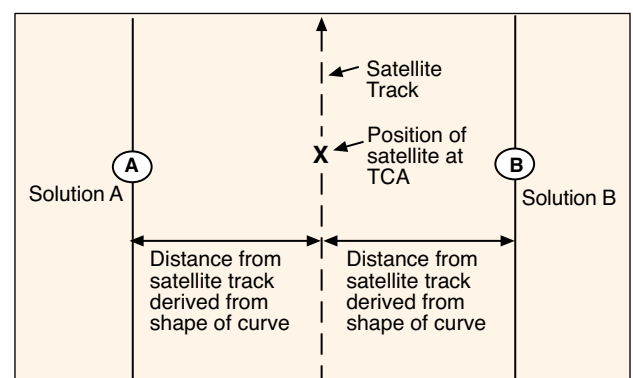 Satellite
Track
X
Position of
satellite at
TCA
A
B
Solution A
Solution B
Distance from
satellite track
derived from
shape of curve
Distance from
satellite track
derived from
shape of curve